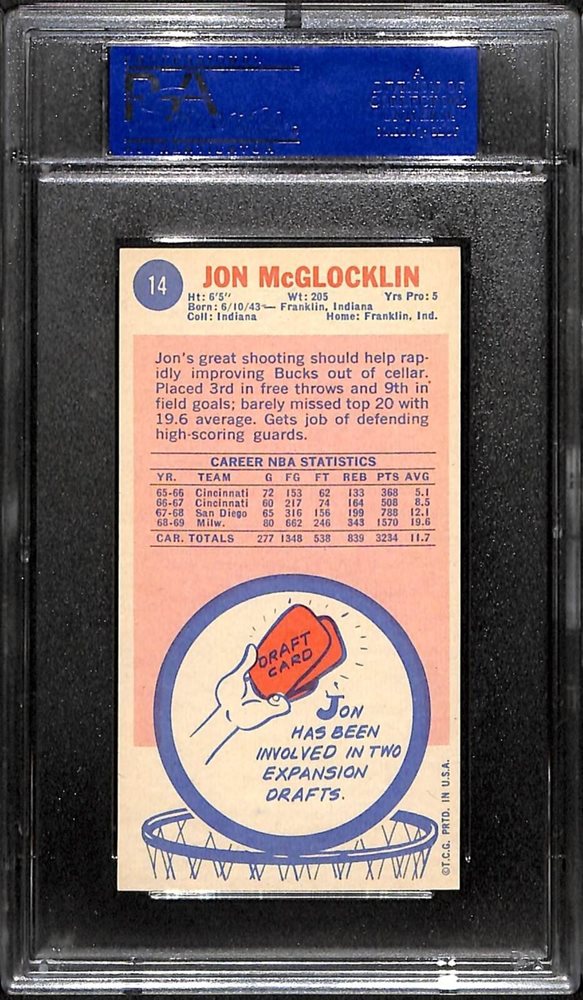 PSA
14
JON McGLOCKLIN
Ht: 6'5" Wt: 205 Yrs Pro: 5
Born: 6/10/43— Franklin, Indiana
Coll: Indiana Home: Franklin, Ind.
Jon's great shooting should help rap-
idly improving Bucks out of cellar.
Placed 3rd in free throws and 9th in
field goals; barely missed top 20 with
19.6 average. Gets job of defending
high-scoring guards.
CAREER NBA STATISTICS
YR. TEAM G FG FT REB PTS AVG
65-66 Cincinnati 72 153 62 133 368 5.1
66-67 Cincinnati 60 217 74 164 508 8.5
67-68 San Diego 65 316 156 199 788 12.1
68-69 Milw. 80 662 246 343 1570 19.6
CAR. TOTALS 277 1348 538 839 3234 11.7
DRAFT
CARD
JON
HAS BEEN
INVOLVED IN TWO
EXPANSION
DRAFTS.
©T.C.G. PRTD. IN U.S.A.